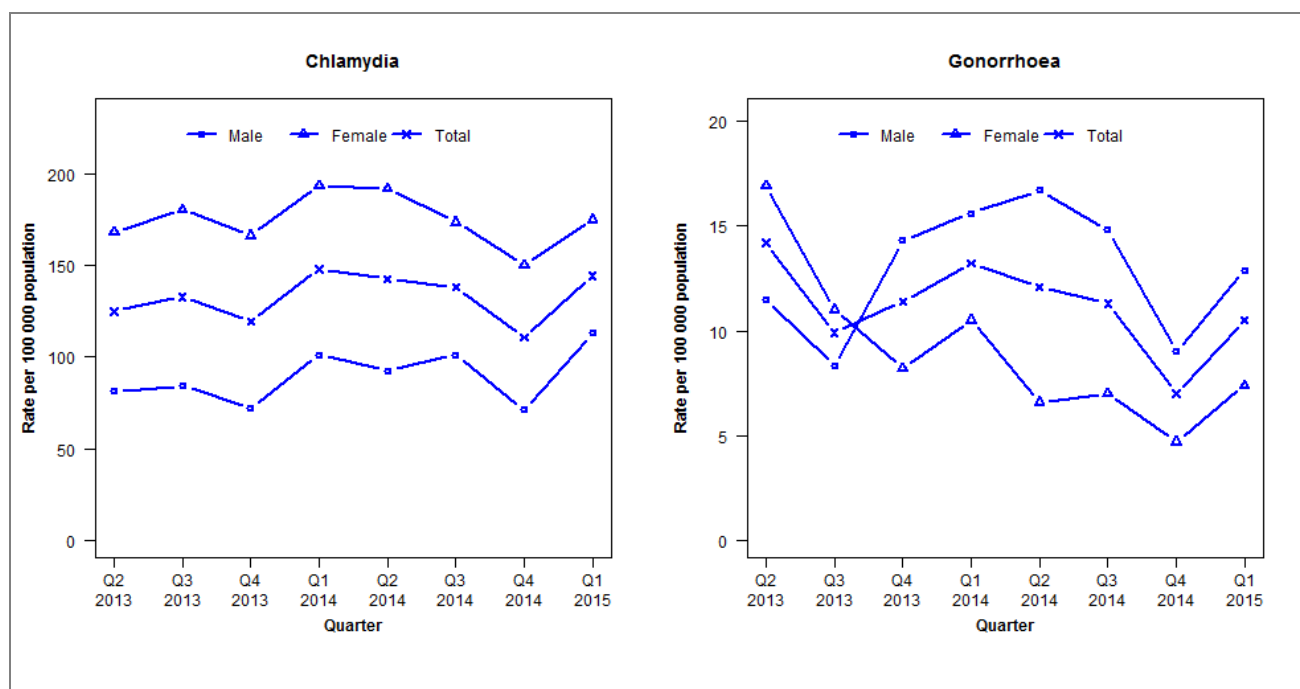 Chlamydia
Male Female Total
200
150
100
50
0
Rate per 100 000 population
Q2 Q3 Q4 Q1 Q2 Q3 Q4 Q1
2013 2013 2013 2014 2014 2014 2014 2015
Quarter
Gonorrhoea
Male Female Total
20
15
10
5
0
Rate per 100 000 population
Q2 Q3 Q4 Q1 Q2 Q3 Q4 Q1
2013 2013 2013 2014 2014 2014 2014 2015
Quarter